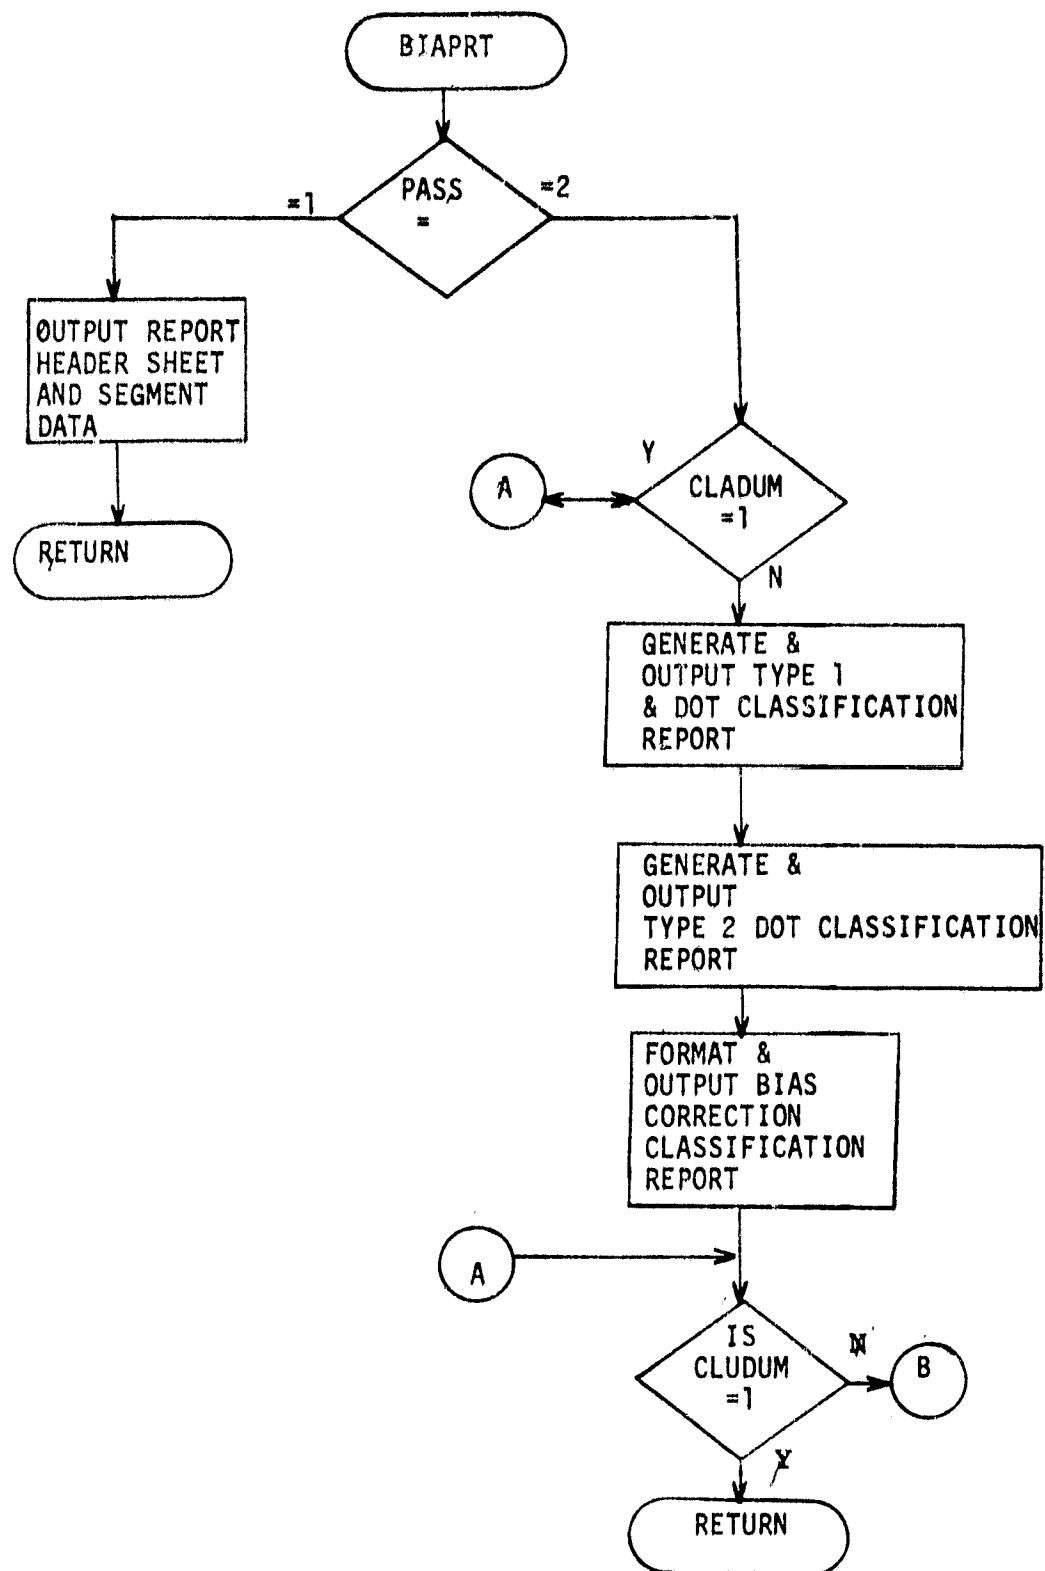 BIAPRT
PASS
=
=1
=2
OUTPUT REPORT
HEADER SHEET
AND SEGMENT
DATA
RETURN
Y
A
CLADUM
=1
N
GENERATE &
OUTPUT TYPE 1
& DOT CLASSIFICATION
REPORT
GENERATE &
OUTPUT
TYPE 2 DOT CLASSIFICATION
REPORT
FORMAT &
OUTPUT BIAS
CORRECTION
CLASSIFICATION
REPORT
A
IS
CLUDUM
=1
N
B
Y
RETURN